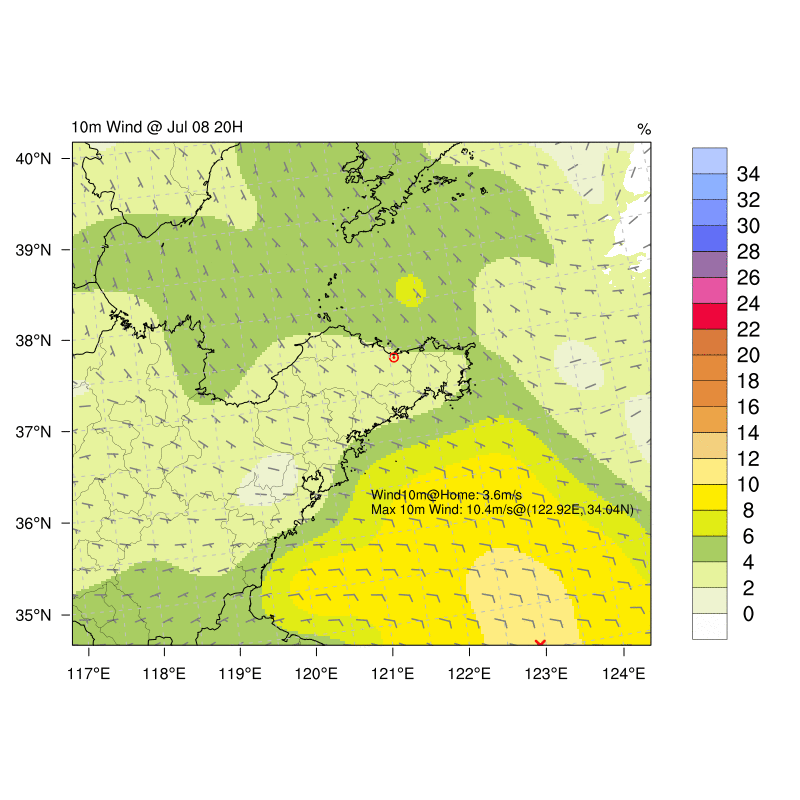 10m Wind @ Jul 08 20H
%
40°N
39°N
38°N
37°N
36°N
35°N
Wind10m@Home: 3.6m/s
Max 10m Wind: 10.4m/s@(122.92E, 34.04N)
117°E 118°E 119°E 120°E 121°E 122°E 123°E 124°E
34
32
30
28
26
24
22
20
18
16
14
12
10
8
6
4
2
0